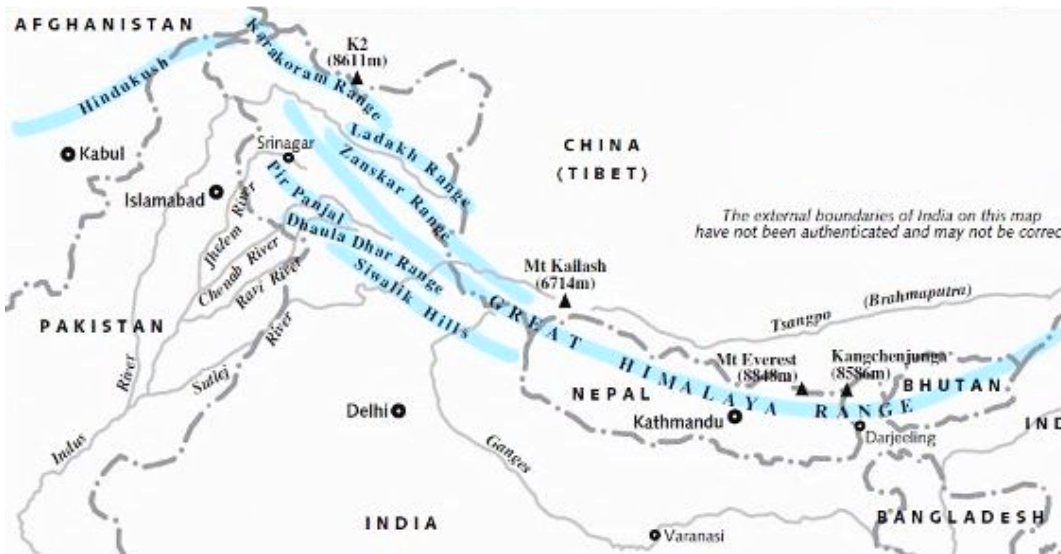 AFGHANISTAN
Hindukush
Karakoram Range
K2
(8611m)
Kabul
Islamabad
Srinagar
Ladakh Range
Zanskar Range
Pir Panjal
Dhaula Dhar Range
Siwalik Hills
CHINA
(TIBET)
The external boundaries of India on this map
have not been authenticated and may not be correc
Jhelem River
Chenab River
Ravi River
Mt Kailash
(6714m)
PAKISTAN
River
Sutlej
River
Indus
GREAT HIMALAYA RANGE
Tsangpo
(Brahmaputra)
Mt Everest
(8848m)
Kangchenjunga
(8586m)
NEPAL
BHUTAN
Delhi
Kathmandu
Darjeeling
IND
Ganges
INDIA
Varanasi
BANGLADESH